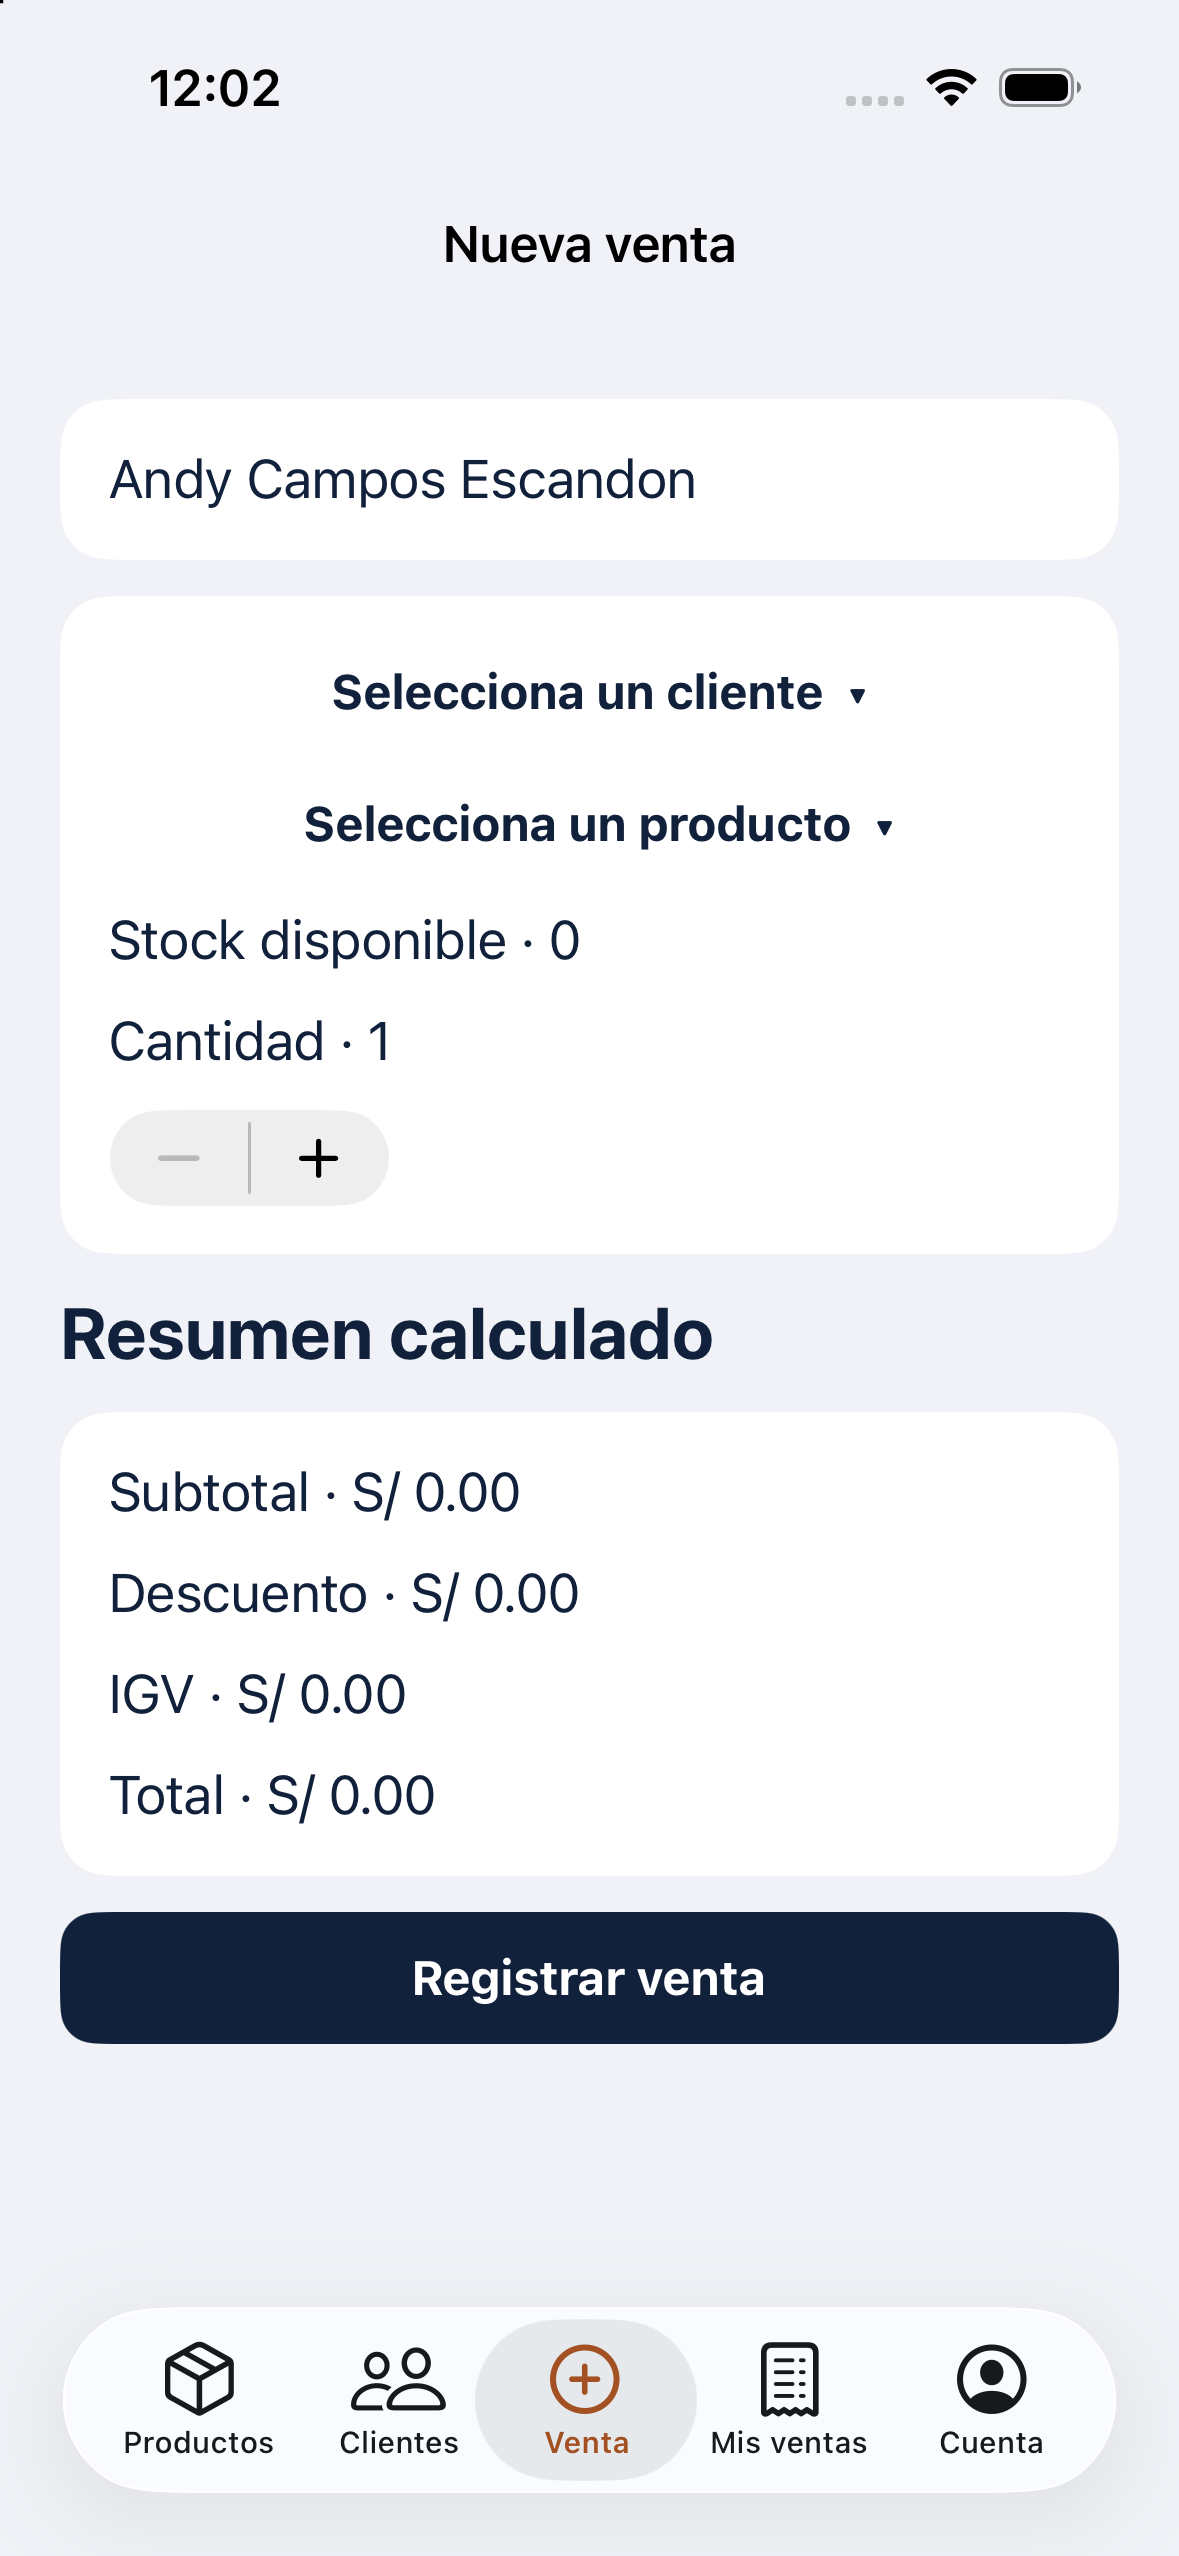 12:02
Nueva venta
Andy Campos Escandon
Selecciona un cliente ▾
Selecciona un producto ▾
Stock disponible · 0
Cantidad · 1
Resumen calculado
Subtotal · S/ 0.00
Descuento · S/ 0.00
IGV · S/ 0.00
Total · S/ 0.00
Registrar venta
Productos
Clientes
Venta
Mis ventas
Cuenta